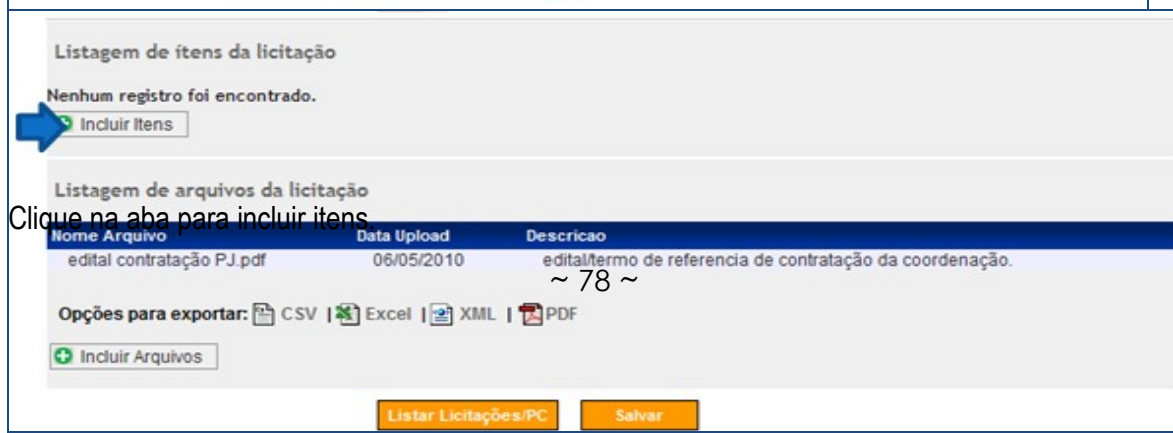 Listagem de ítens da licitação
Nenhum registro foi encontrado.
Incluir Itens
Listagem de arquivos da licitação
Clique na aba para incluir itens.
Nome Arquivo Data Upload Descricao
edital contratação PJ.pdf 06/05/2010 edital/termo de referencia de contratação da coordenação.
~ 78 ~
Opções para exportar: CSV | Excel | XML | PDF
Incluir Arquivos
Listar Licitações/PC Salvar